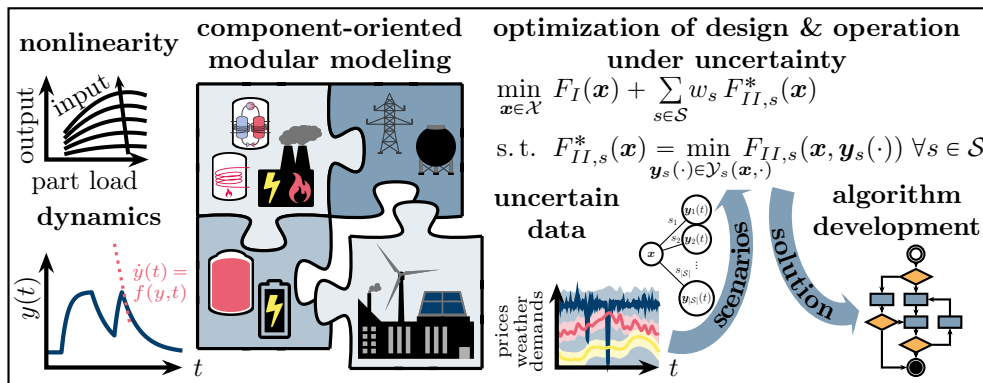 nonlinearity
input
output
part load
dynamics
y(t)
ẏ(t) =
f(y,t)
t
component-oriented
modular modeling
optimization of design & operation
under uncertainty
min F_I(x) + ∑ w_s F*_{II,s}(x)
x∈𝒳 s∈𝒮
s.t. F*_{II,s}(x) = min F_{II,s}(x, y_s(·)) ∀s ∈ 𝒮
y_s(·)∈𝒴_s(x,·)
uncertain
data
prices
weather
demands
t
x
s_1
s_2
s_{|𝒮|}
⋮
y_1(t)
y_2(t)
y_{|𝒮|}(t)
scenarios
solution
algorithm
development